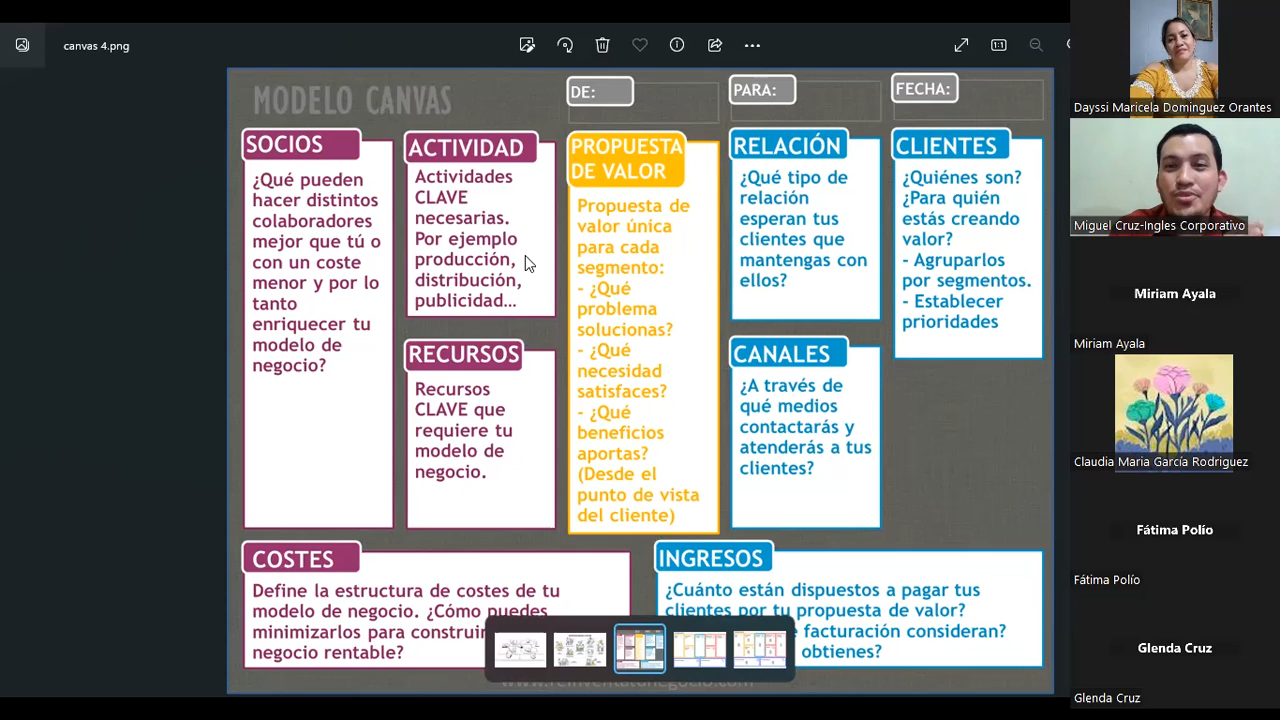 canvas 4.png
MODELO CANVAS
DE:
PARA:
FECHA:
SOCIOS
¿Qué pueden
hacer distintos
colaboradores
mejor que tú o
con un coste
menor y por lo
tanto
enriquecer tu
modelo de
negocio?
ACTIVIDAD
Actividades
CLAVE
necesarias.
Por ejemplo
producción,
distribución,
publicidad...
RECURSOS
Recursos
CLAVE que
requiere tu
modelo de
negocio.
PROPUESTA
DE VALOR
Propuesta de
valor única
para cada
segmento:
- ¿Qué
problema
solucionas?
- ¿Qué
necesidad
satisfaces?
- ¿Qué
beneficios
aportas?
(Desde el
punto de vista
del cliente)
RELACIÓN
¿Qué tipo de
relación
esperan tus
clientes que
mantengas con
ellos?
CANALES
¿A través de
qué medios
contactarás y
atenderás a tus
clientes?
CLIENTES
¿Quiénes son?
¿Para quién
estás creando
valor?
- Agruparlos
por segmentos.
- Establecer
prioridades
COSTES
Define la estructura de costes de tu
modelo de negocio. ¿Cómo puedes
minimizarlos para construir
negocio rentable?
INGRESOS
¿Cuánto están dispuestos a pagar tus
clientes por tu propuesta de valor?
facturación consideran?
obtienes?
Dayssi Maricela Dominguez Orantes
Miguel Cruz-Ingles Corporativo
Miriam Ayala
Miriam Ayala
Claudia Maria García Rodriguez
Fátima Polío
Fátima Polío
Glenda Cruz
Glenda Cruz